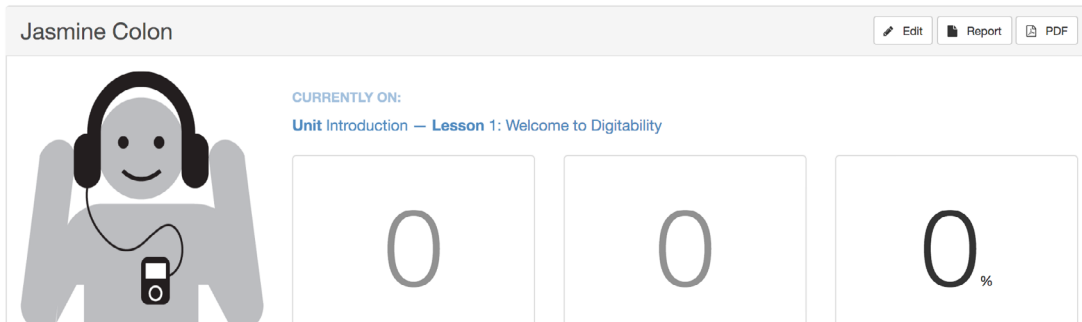 Jasmine Colon
Edit
Report
PDF
CURRENTLY ON:
Unit Introduction — Lesson 1: Welcome to Digitability
0
0
0%